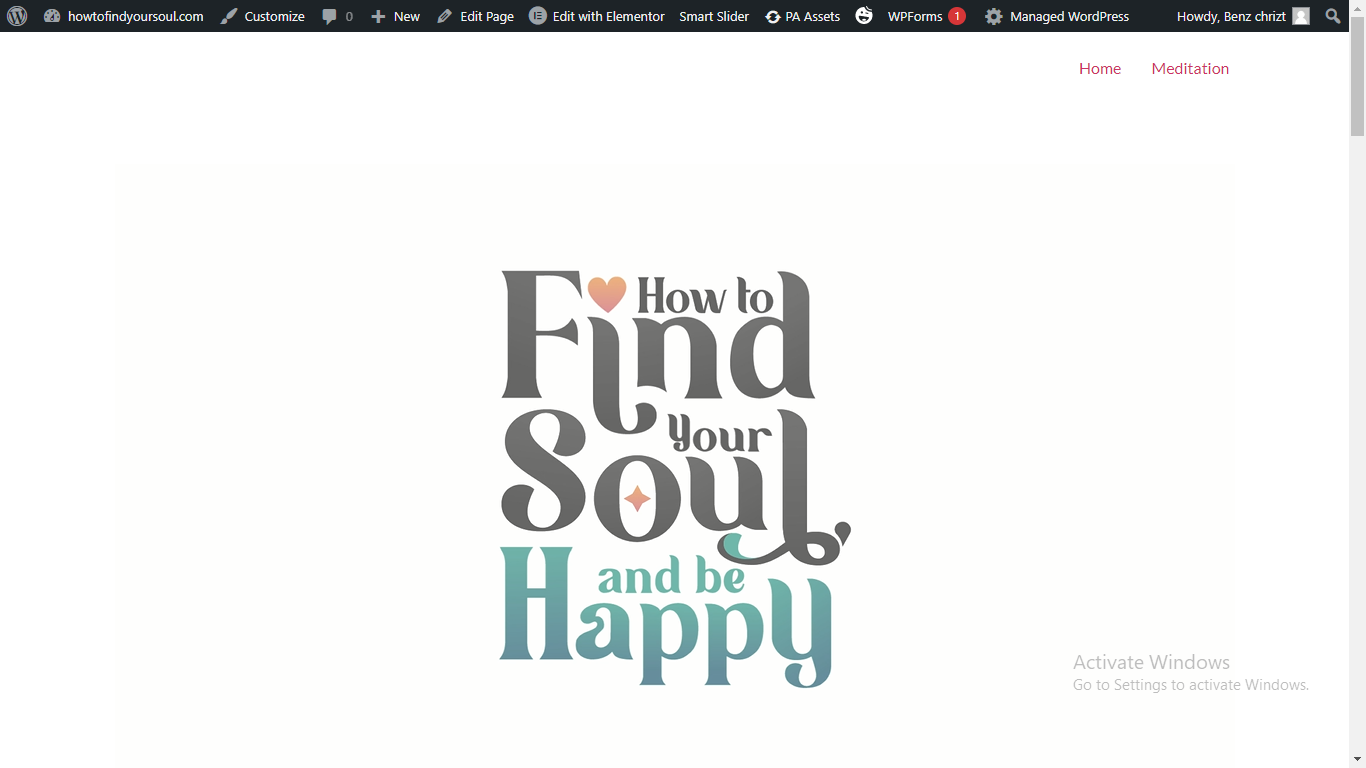 howtofindyoursoul.com Customize 0 New Edit Page Edit with Elementor Smart Slider PA Assets WPForms 1 Managed WordPress Howdy, Benz chrizt
Home Meditation
How to
Find
Your
Soul,
and be
Happy
Activate Windows
Go to Settings to activate Windows.